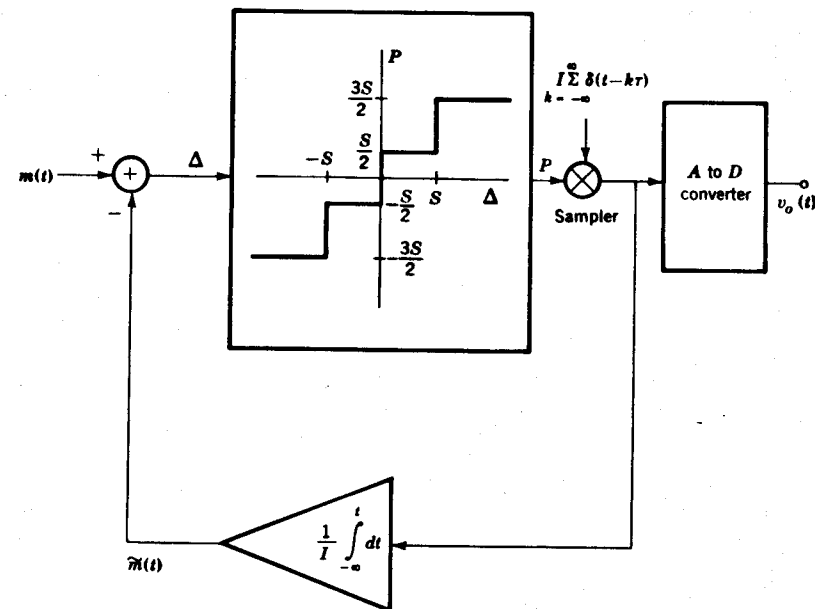 P
I ∞ Σ δ(t−kτ)
k = −∞
3S/2
S/2
−S
m(t)
+
+
−
Δ
S
Δ
−S/2
−3S/2
P
Sampler
A to D
converter
v_o(t)
1/I ∫_{−∞}^{t} dt
m̃(t)